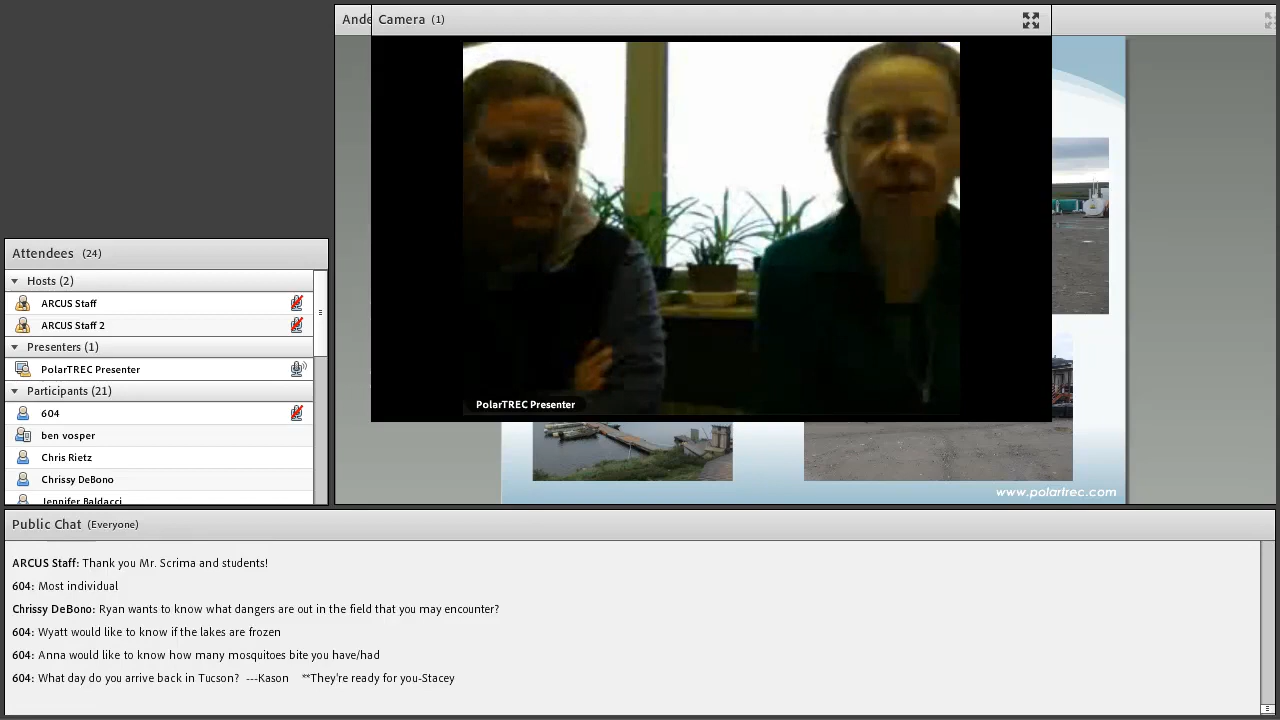 Ande
Camera (1)
PolarTREC Presenter
www.polartrec.com
Attendees (24)
Hosts (2)
ARCUS Staff
ARCUS Staff 2
Presenters (1)
PolarTREC Presenter
Participants (21)
604
ben vosper
Chris Rietz
Chrissy DeBono
Jennifer Baldacci
Public Chat (Everyone)
ARCUS Staff: Thank you Mr. Scrima and students!
604: Most individual
Chrissy DeBono: Ryan wants to know what dangers are out in the field that you may encounter?
604: Wyatt would like to know if the lakes are frozen
604: Anna would like to know how many mosquitoes bite you have/had
604: What day do you arrive back in Tucson? ---Kason **They're ready for you-Stacey